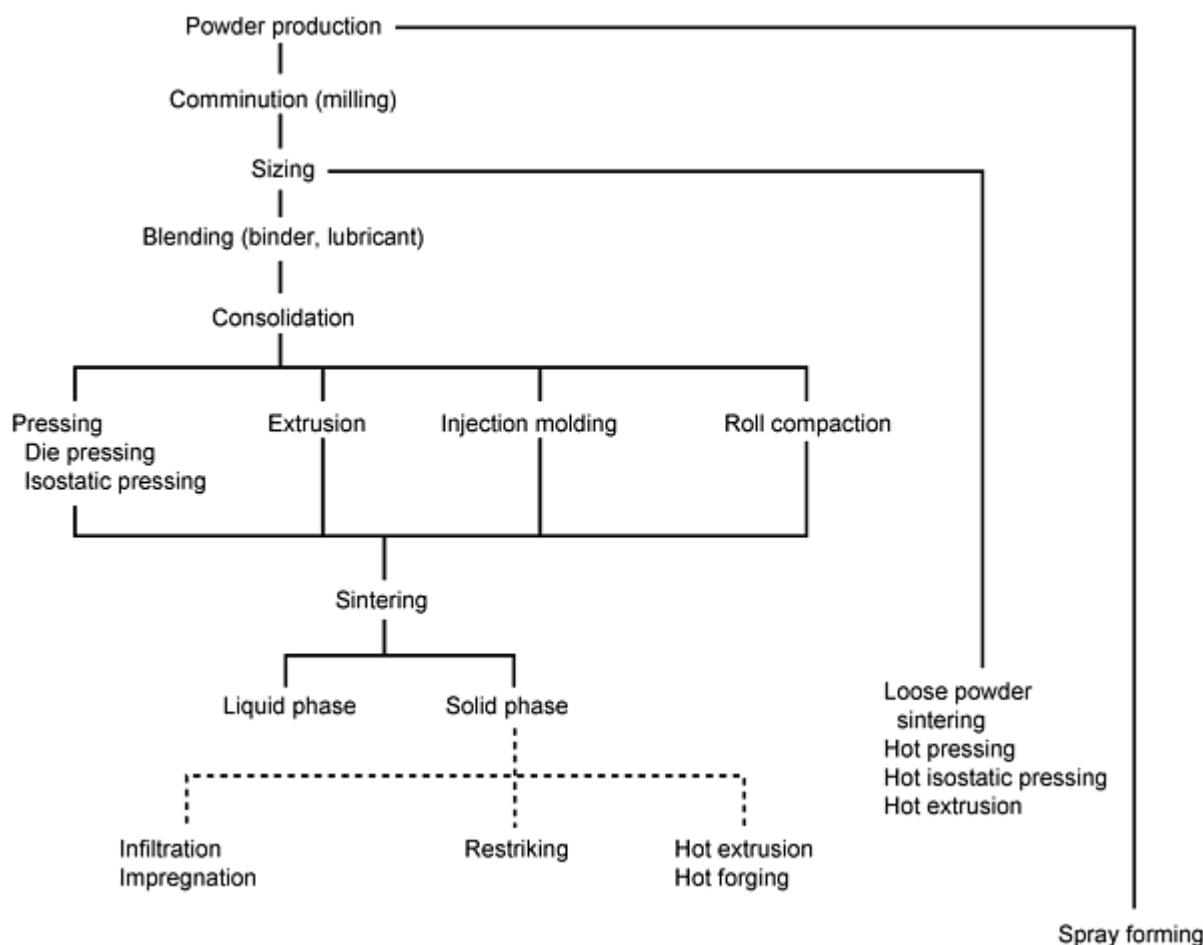 Powder production
Comminution (milling)
Sizing
Blending (binder, lubricant)
Consolidation
Pressing
Die pressing
Isostatic pressing
Extrusion
Injection molding
Roll compaction
Sintering
Liquid phase
Solid phase
Loose powder
sintering
Hot pressing
Hot isostatic pressing
Hot extrusion
Infiltration
Impregnation
Restriking
Hot extrusion
Hot forging
Spray forming